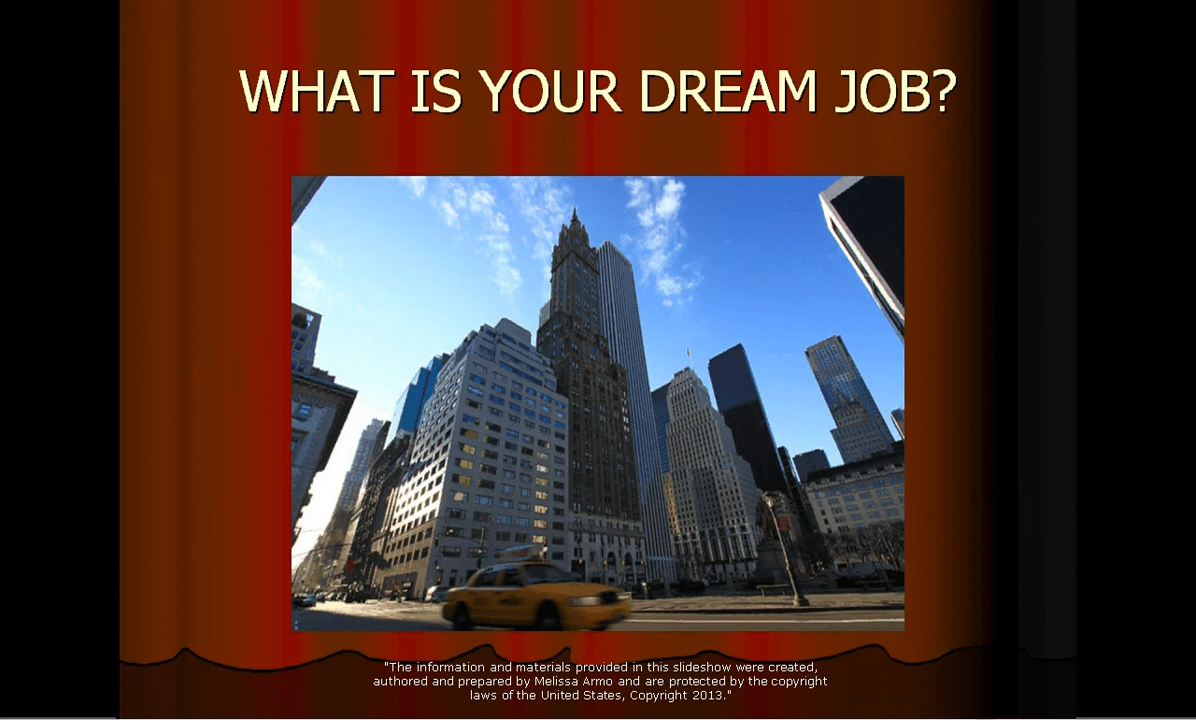 WHAT IS YOUR DREAM JOB?
"The information and materials provided in this slideshow were created,
authored and prepared by Melissa Armo and are protected by the copyright
laws of the United States, Copyright 2013."